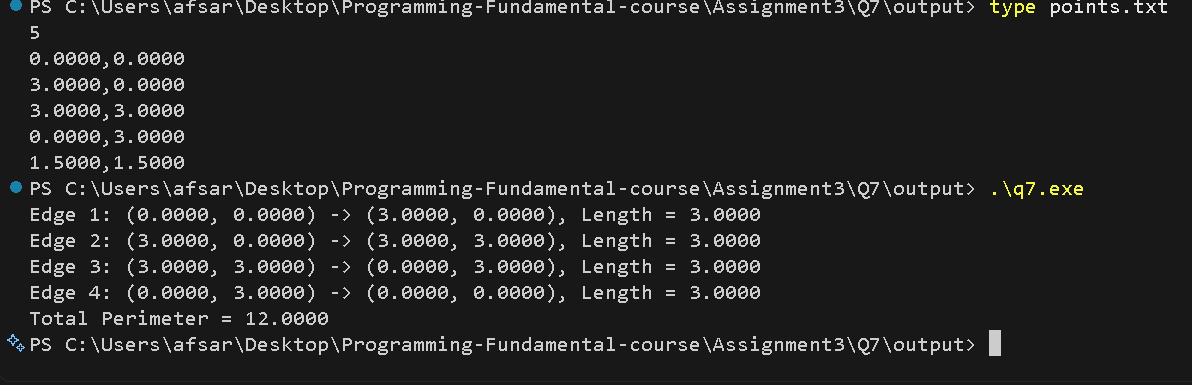 PS C:\Users\afsar\Desktop\Programming-Fundamental-course\Assignment3\Q7\output> type points.txt
5
0.0000,0.0000
3.0000,0.0000
3.0000,3.0000
0.0000,3.0000
1.5000,1.5000
PS C:\Users\afsar\Desktop\Programming-Fundamental-course\Assignment3\Q7\output> .\q7.exe
Edge 1: (0.0000, 0.0000) -> (3.0000, 0.0000), Length = 3.0000
Edge 2: (3.0000, 0.0000) -> (3.0000, 3.0000), Length = 3.0000
Edge 3: (3.0000, 3.0000) -> (0.0000, 3.0000), Length = 3.0000
Edge 4: (0.0000, 3.0000) -> (0.0000, 0.0000), Length = 3.0000
Total Perimeter = 12.0000
PS C:\Users\afsar\Desktop\Programming-Fundamental-course\Assignment3\Q7\output>